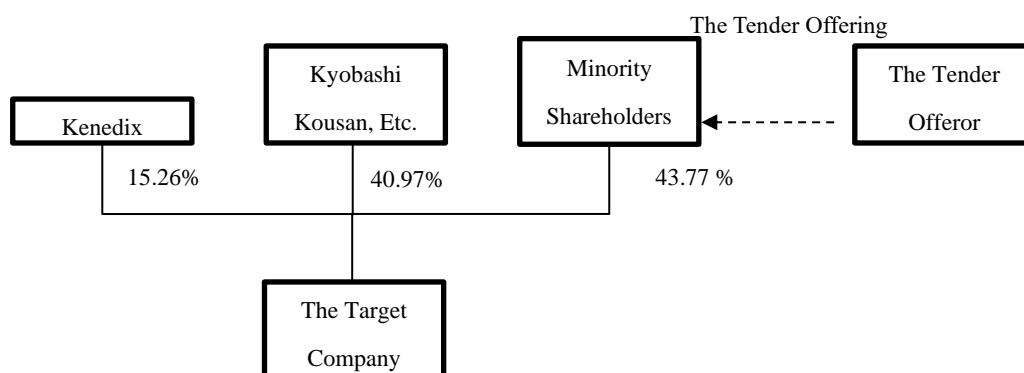 The Tender Offering
Kenedix
Kyobashi
Kousan, Etc.
Minority
Shareholders
The Tender
Offeror
15.26%
40.97%
43.77 %
The Target
Company